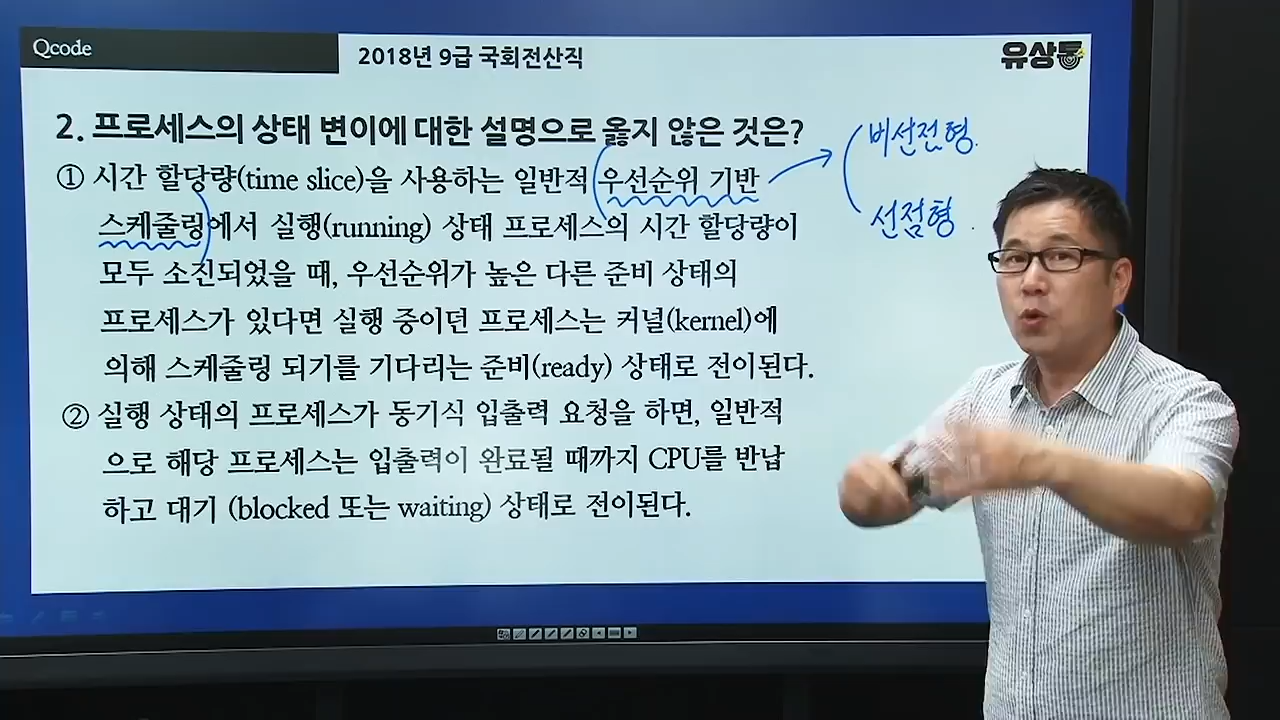 Qcode
2018년 9급 국회전산직
유상통
2. 프로세스의 상태 변이에 대한 설명으로 옳지 않은 것은?
① 시간 할당량(time slice)을 사용하는 일반적 우선순위 기반
스케줄링에서 실행(running) 상태 프로세스의 시간 할당량이
모두 소진되었을 때, 우선순위가 높은 다른 준비 상태의
프로세스가 있다면 실행 중이던 프로세스는 커널(kernel)에
의해 스케줄링 되기를 기다리는 준비(ready) 상태로 전이된다.
② 실행 상태의 프로세스가 동기식 입출력 요청을 하면, 일반적
으로 해당 프로세스는 입출력이 완료될 때까지 CPU를 반납
하고 대기 (blocked 또는 waiting) 상태로 전이된다.
비선전형.
선점형.